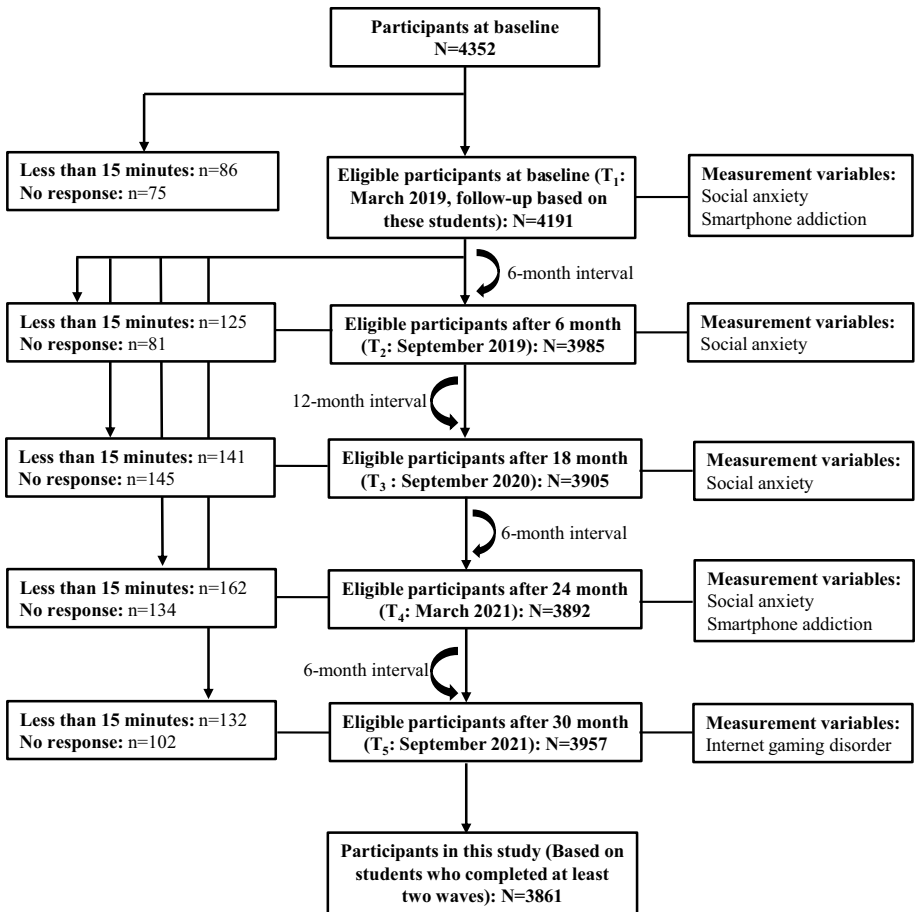 Participants at baseline
N=4352
Less than 15 minutes: n=86
No response: n=75
Eligible participants at baseline (T₁:
March 2019, follow-up based on
these students): N=4191
Measurement variables:
Social anxiety
Smartphone addiction
6-month interval
Less than 15 minutes: n=125
No response: n=81
Eligible participants after 6 month
(T₂: September 2019): N=3985
Measurement variables:
Social anxiety
12-month interval
Less than 15 minutes: n=141
No response: n=145
Eligible participants after 18 month
(T₃ : September 2020): N=3905
Measurement variables:
Social anxiety
6-month interval
Less than 15 minutes: n=162
No response: n=134
Eligible participants after 24 month
(T₄: March 2021): N=3892
Measurement variables:
Social anxiety
Smartphone addiction
6-month interval
Less than 15 minutes: n=132
No response: n=102
Eligible participants after 30 month
(T₅: September 2021): N=3957
Measurement variables:
Internet gaming disorder
Participants in this study (Based on
students who completed at least
two waves): N=3861